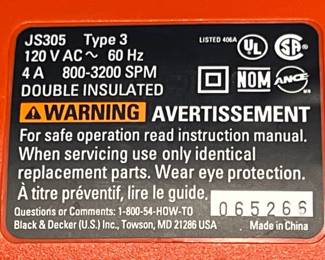 JS305 Type 3
LISTED 406A
120 V AC ~ 60 Hz
UL
SA
4 A 800-3200 SPM
NOM
ANCE
DOUBLE INSULATED
WARNING AVERTISSEMENT
For safe operation read instruction manual.
When servicing use only identical
replacement parts. Wear eye protection.
À titre préventif, lire le guide.
065266
Questions or Comments: 1-800-54-HOW-TO
Black & Decker (U.S.) Inc., Towson, MD 21286 USA
Made in China